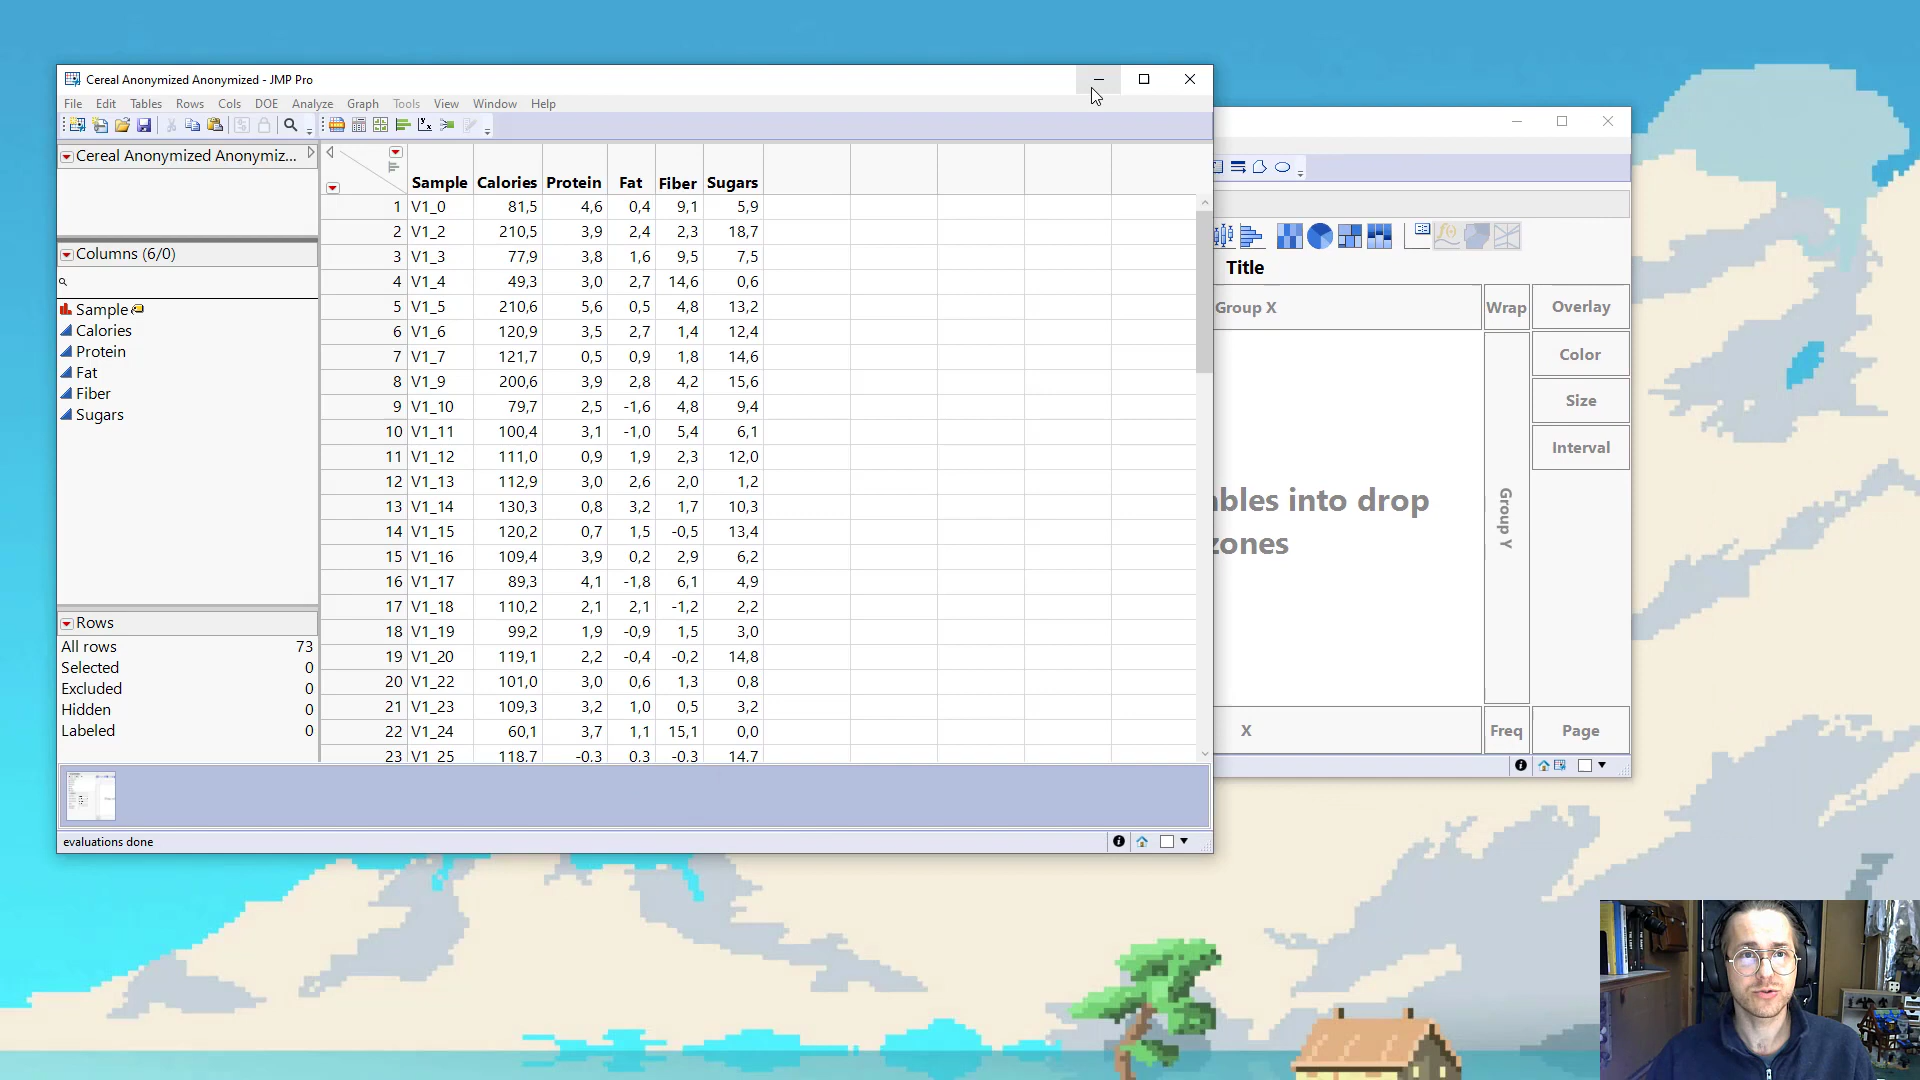 Cereal Anonymized Anonymized - JMP Pro
File Edit Tables Rows Cols DOE Analyze Graph Tools View Window Help
Cereal Anonymized Anonymiz...
Columns (6/0)
Sample
Calories
Protein
Fat
Fiber
Sugars
Rows
All rows 73
Selected 0
Excluded 0
Hidden 0
Labeled 0
Sample Calories Protein Fat Fiber Sugars
1 V1_0 81,5 4,6 0,4 9,1 5,9
2 V1_2 210,5 3,9 2,4 2,3 18,7
3 V1_3 77,9 3,8 1,6 9,5 7,5
4 V1_4 49,3 3,0 2,7 14,6 0,6
5 V1_5 210,6 5,6 0,5 4,8 13,2
6 V1_6 120,9 3,5 2,7 1,4 12,4
7 V1_7 121,7 0,5 0,9 1,8 14,6
8 V1_9 200,6 3,9 2,8 4,2 15,6
9 V1_10 79,7 2,5 -1,6 4,8 9,4
10 V1_11 100,4 3,1 -1,0 5,4 6,1
11 V1_12 111,0 0,9 1,9 2,3 12,0
12 V1_13 112,9 3,0 2,6 2,0 1,2
13 V1_14 130,3 0,8 3,2 1,7 10,3
14 V1_15 120,2 0,7 1,5 -0,5 13,4
15 V1_16 109,4 3,9 0,2 2,9 6,2
16 V1_17 89,3 4,1 -1,8 6,1 4,9
17 V1_18 110,2 2,1 2,1 -1,2 2,2
18 V1_19 99,2 1,9 -0,9 1,5 3,0
19 V1_20 119,1 2,2 -0,4 -0,2 14,8
20 V1_22 101,0 3,0 0,6 1,3 0,8
21 V1_23 109,3 3,2 1,0 0,5 3,2
22 V1_24 60,1 3,7 1,1 15,1 0,0
23 V1_25 118,7 -0,3 0,3 -0,3 14,7
evaluations done
Title
Group X
Wrap
Overlay
Color
Size
Interval
bles into drop
zones
Group Y
X
Freq
Page